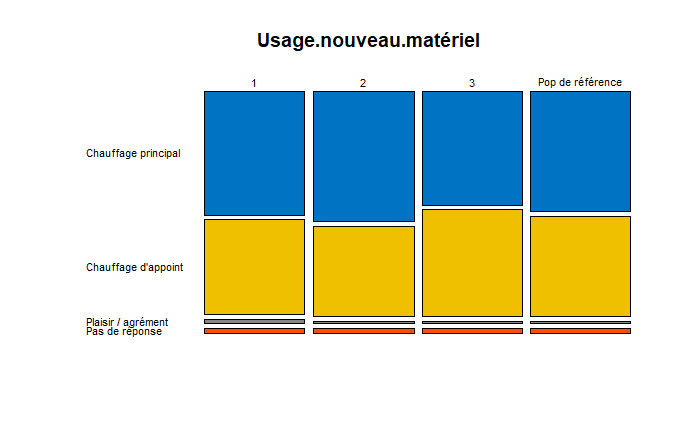 Usage.nouveau.matériel
1 2 3 Pop de référence
Chauffage principal
Chauffage d'appoint
Plaisir / agrément
Pas de réponse